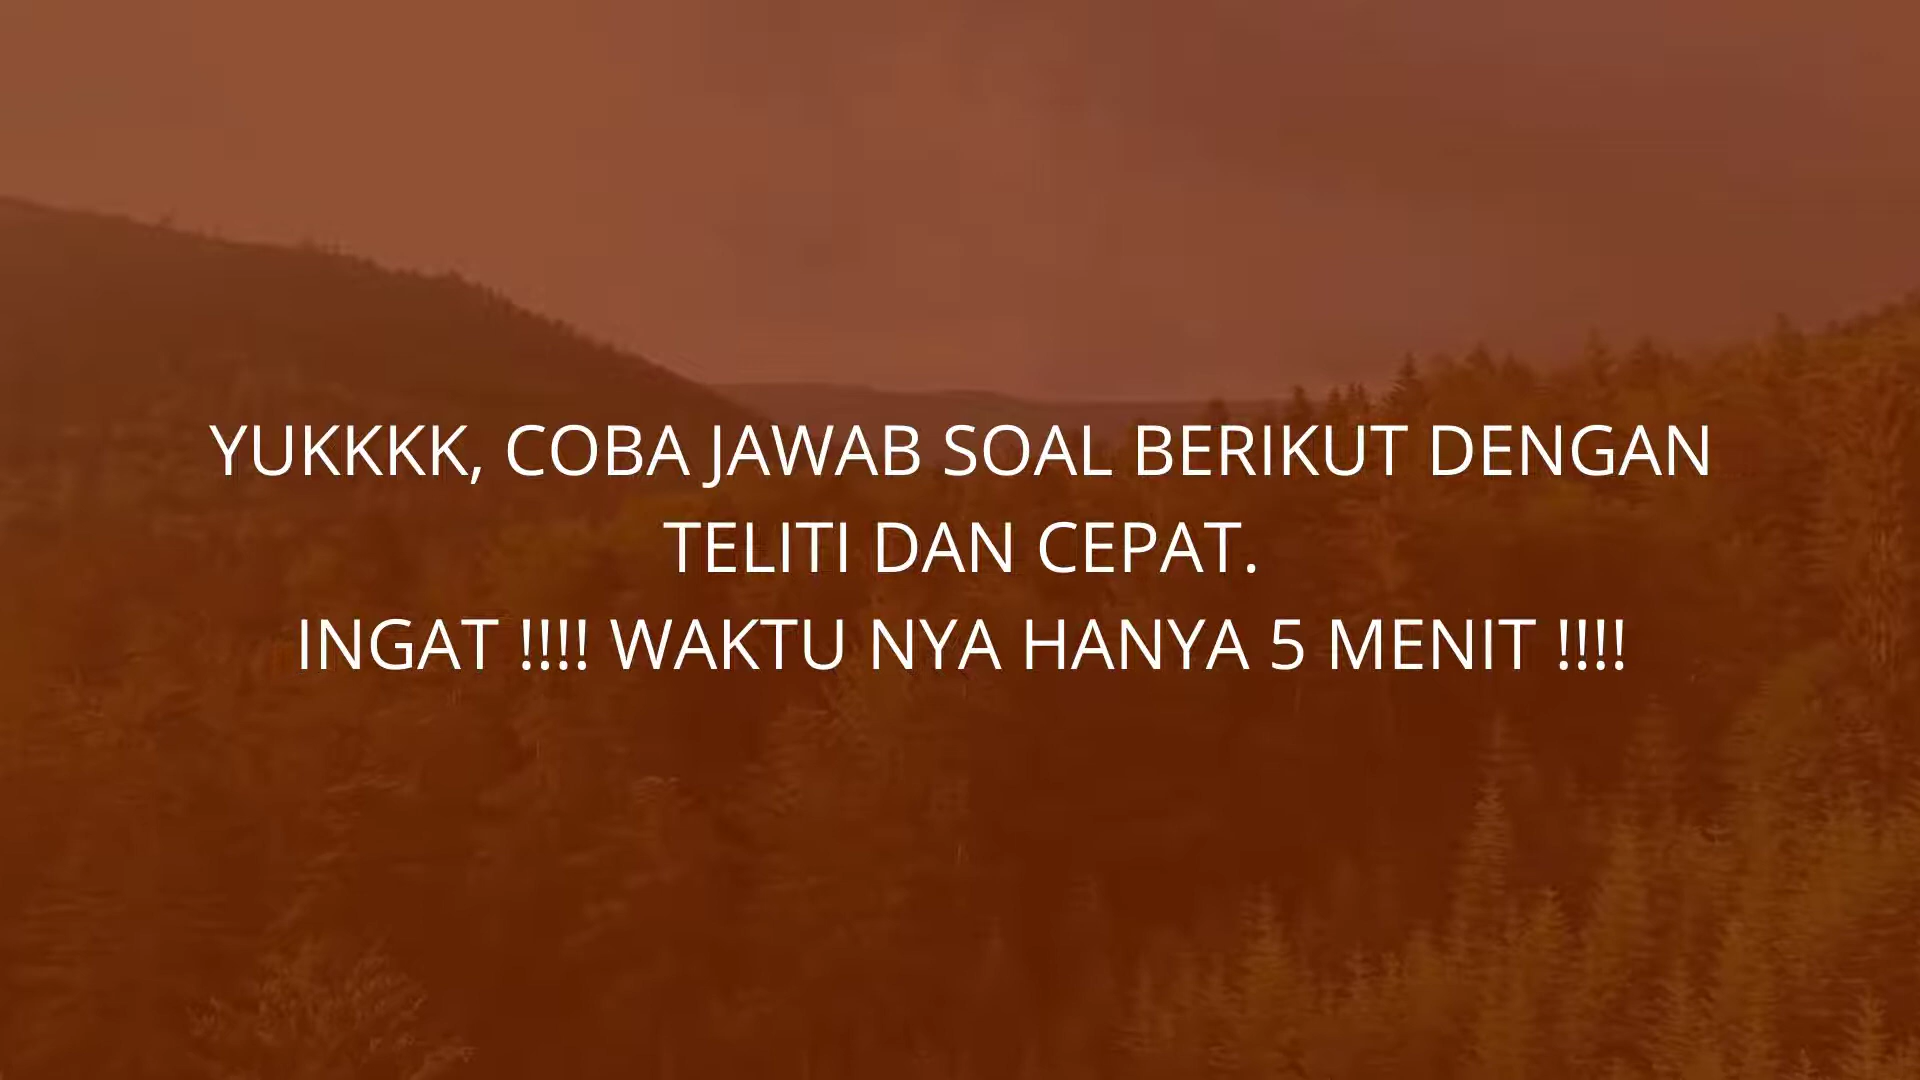 YUKKKK, COBA JAWAB SOAL BERIKUT DENGAN
TELITI DAN CEPAT.
INGAT !!!! WAKTU NYA HANYA 5 MENIT !!!!